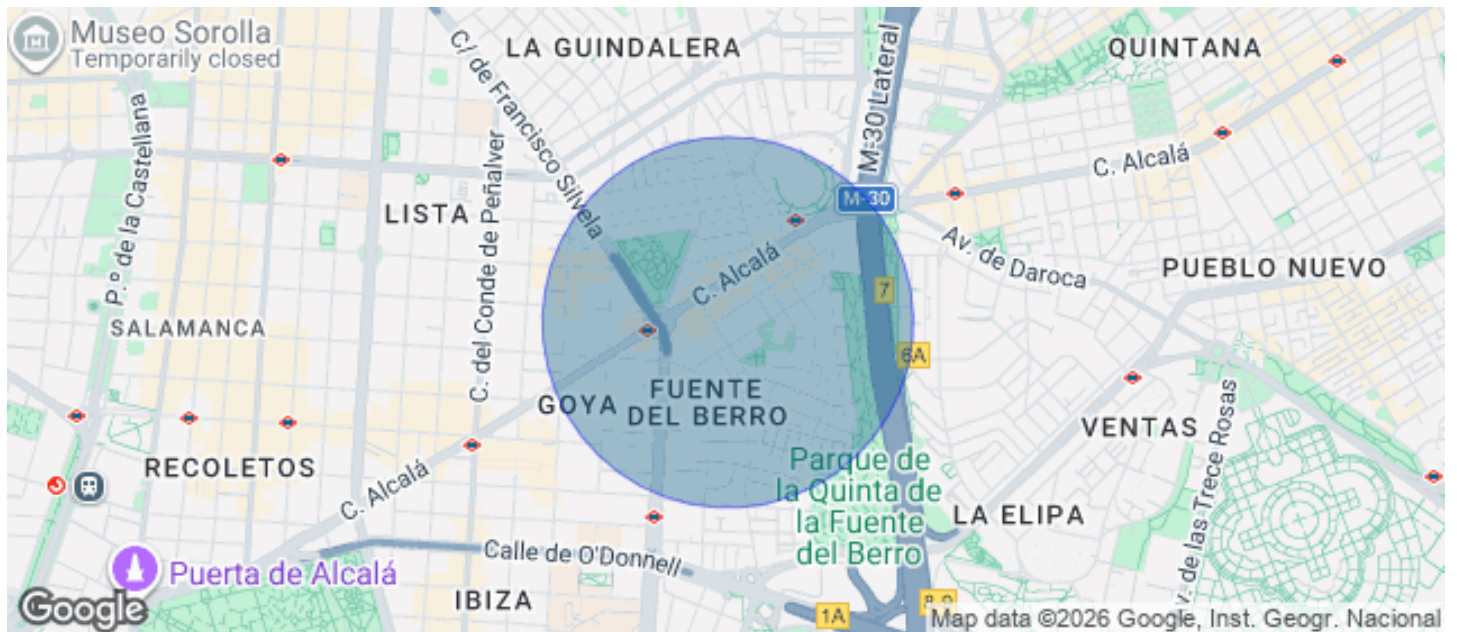 Museo Sorolla
Temporarily closed
C/ de Francisco Silvela
LA GUINDALERA
M-30 Lateral
QUINTANA
P.º de la Castellana
C. del Conde de Peñalver
LISTA
M-30
C. Alcalá
C. Alcalá
Av. de Daroca
PUEBLO NUEVO
SALAMANCA
7
6A
GOYA
FUENTE
DEL BERRO
VENTAS
RECOLETOS
C. Alcalá
Parque de
la Quinta de
la Fuente
del Berro
LA ELIPA
Av. de las Trece Rosas
Puerta de Alcalá
Calle de O'Donnell
IBIZA
1A
Google
Map data ©2026 Google, Inst. Geogr. Nacional